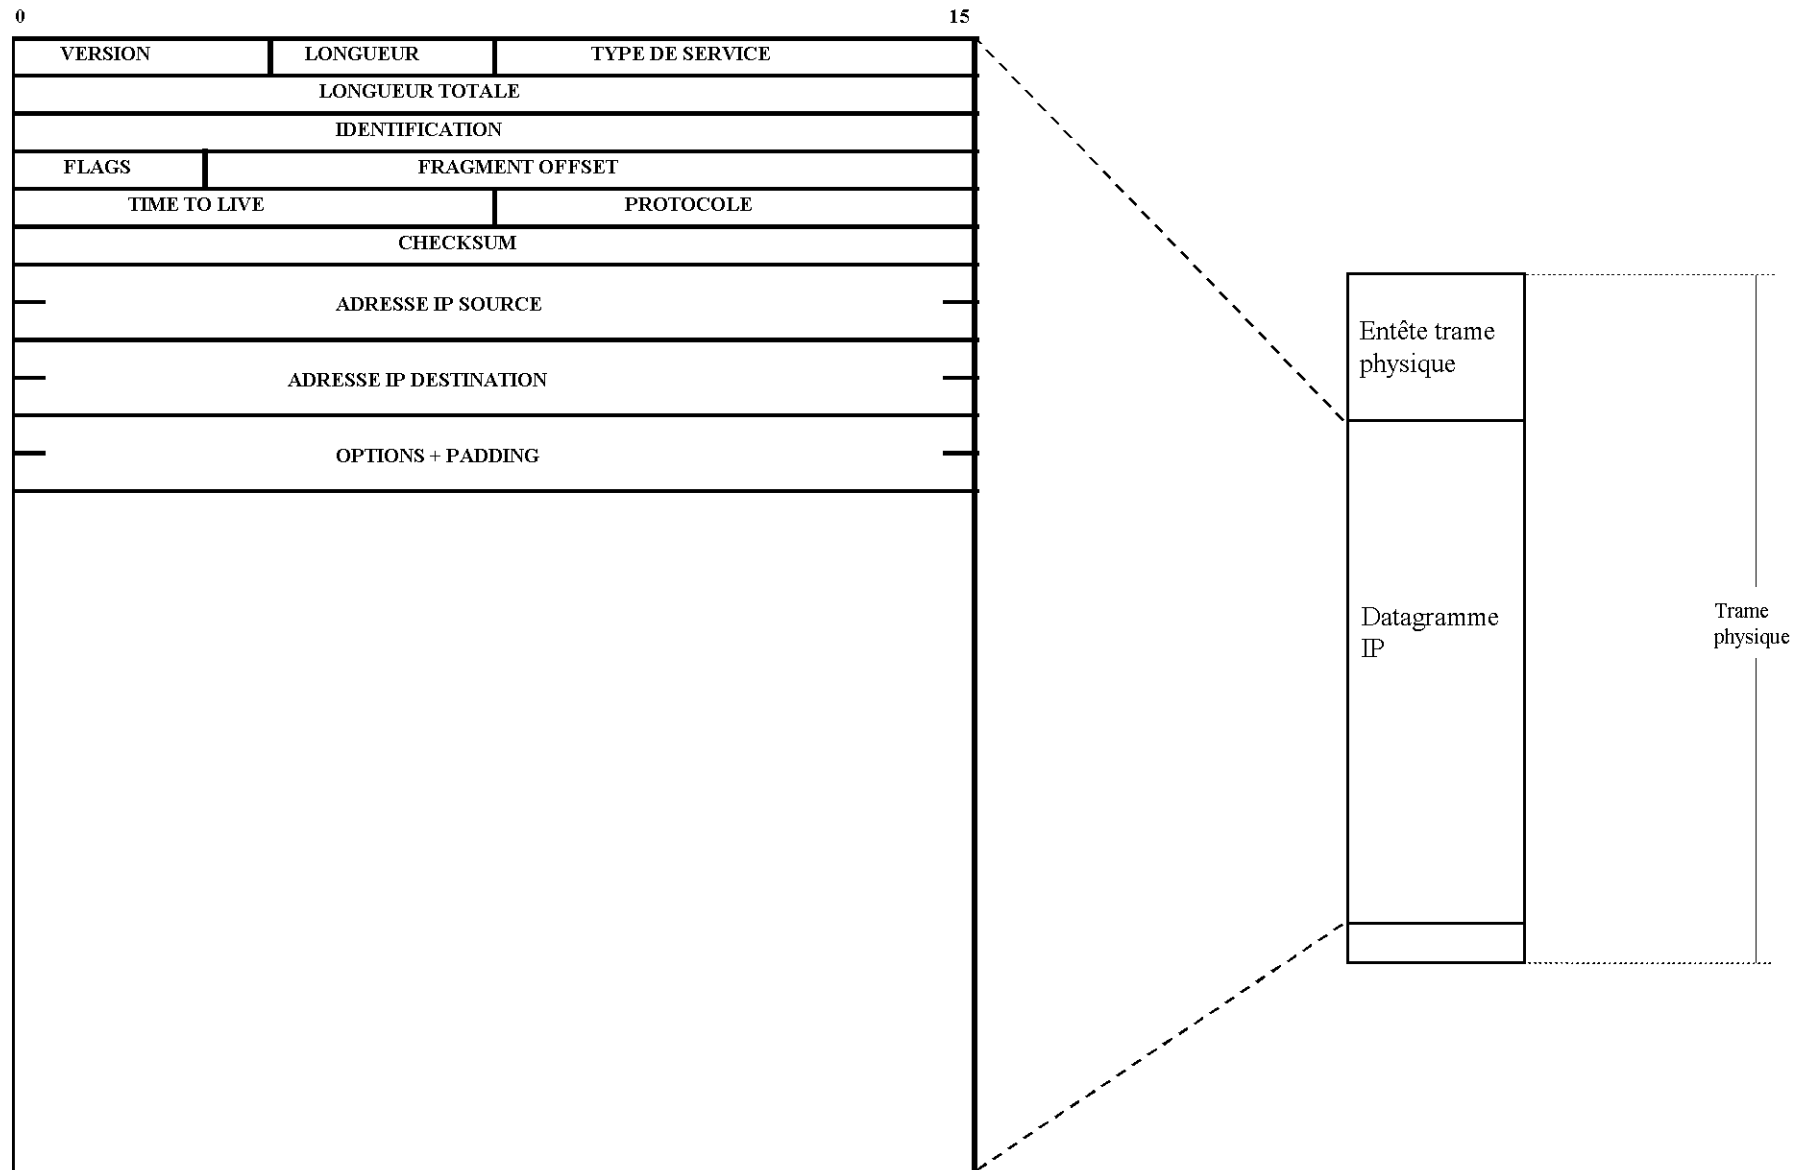 0 15
VERSION LONGUEUR TYPE DE SERVICE
LONGUEUR TOTALE
IDENTIFICATION
FLAGS FRAGMENT OFFSET
TIME TO LIVE PROTOCOLE
CHECKSUM
ADRESSE IP SOURCE
ADRESSE IP DESTINATION
OPTIONS + PADDING
Entête trame
physique
Datagramme
IP
Trame
physique